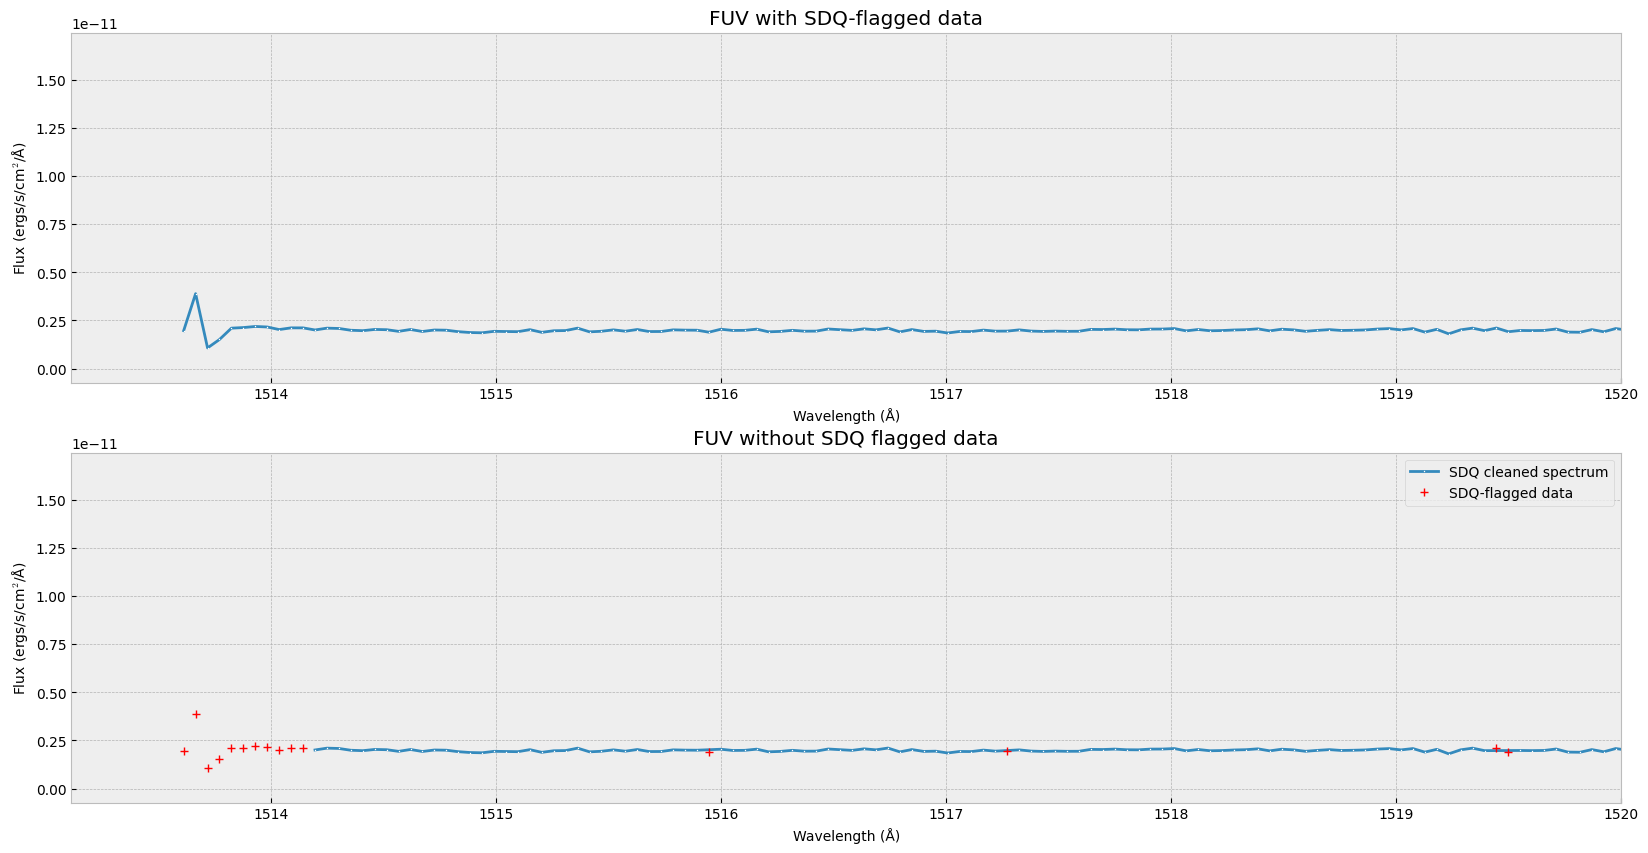 FUV with SDQ-flagged data
1e−11
1.50
1.25
1.00
0.75
0.50
0.25
0.00
Flux (ergs/s/cm²/Å)
1514 1515 1516 1517 1518 1519 1520
Wavelength (Å)
FUV without SDQ flagged data
1e−11
SDQ cleaned spectrum
SDQ-flagged data
1.50
1.25
1.00
0.75
0.50
0.25
0.00
Flux (ergs/s/cm²/Å)
1514 1515 1516 1517 1518 1519 1520
Wavelength (Å)